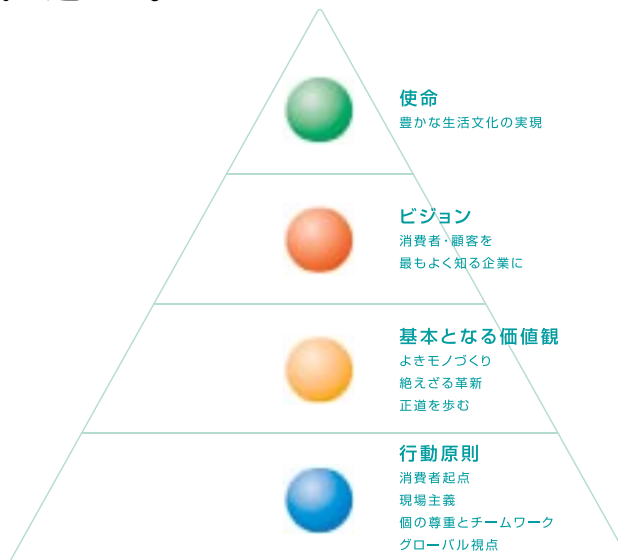 使命
豊かな生活文化の実現
ビジョン
消費者・顧客を
最もよく知る企業に
基本となる価値観
よきモノづくり
絶えざる革新
正道を歩む
行動原則
消費者起点
現場主義
個の尊重とチームワーク
グローバル視点